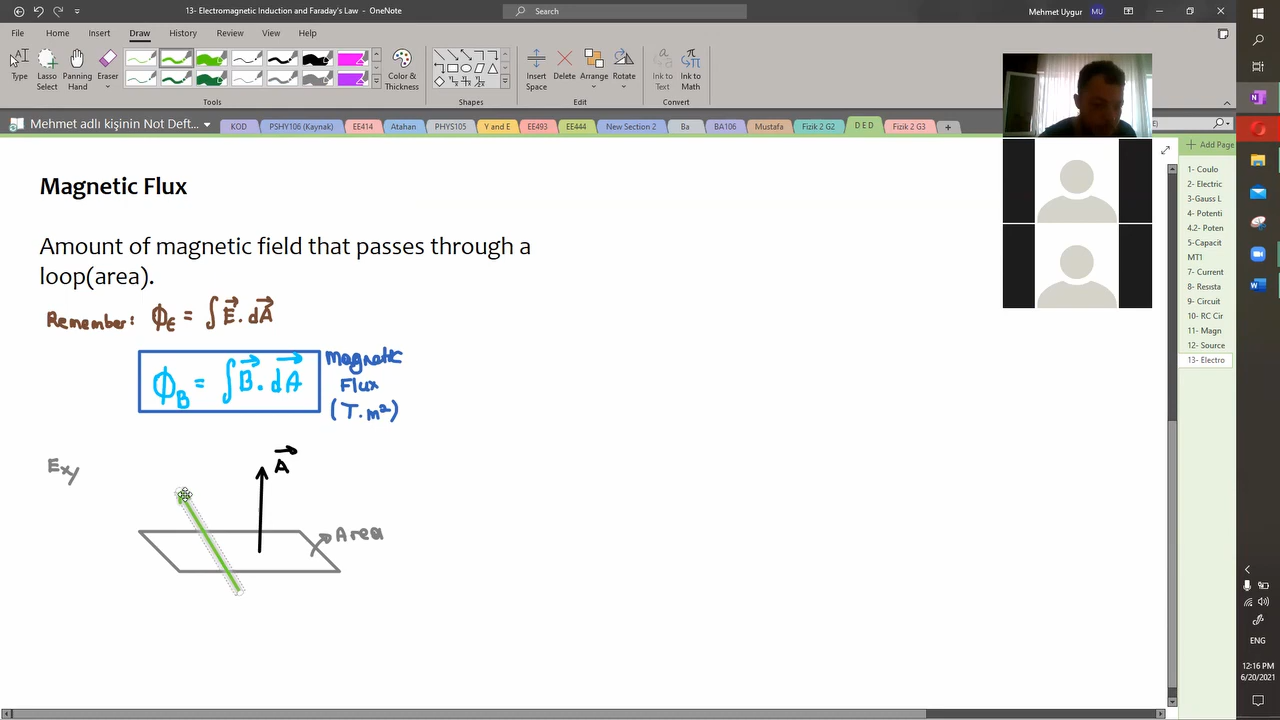 13- Electromagnetic Induction and Faraday's Law - OneNote
Search
Mehmet Uygur
MU
File
Home
Insert
Draw
History
Review
View
Help
Type
Lasso Select
Panning Hand
Eraser
Color & Thickness
Insert Space
Delete
Arrange
Rotate
Ink to Text
Ink to Math
Tools
Shapes
Edit
Convert
Mehmet adlı kişinin Not Deft...
KOD
PSHY106 (Kaynak)
EE414
Atahan
PHYS105
Y and E
EE493
EE444
New Section 2
Ba
BA106
Mustafa
Fizik 2 G2
D E D
Fizik 2 G3
Add Page
1- Coulo
2- Electric
3-Gauss L
4- Potenti
4.2- Poten
5-Capacit
MT1
7- Current
8- Resista
9- Circuit
10- RC Cir
11- Magn
12- Source
13- Electro
Magnetic Flux
Amount of magnetic field that passes through a
loop(area).
Remember: ϕE = ∫ E⃗ . dA⃗
ϕB = ∫ B⃗ . dA⃗
Magnetic
Flux
(T.m²)
Ex/
A⃗
Area
ENG
12:16 PM
6/20/2021